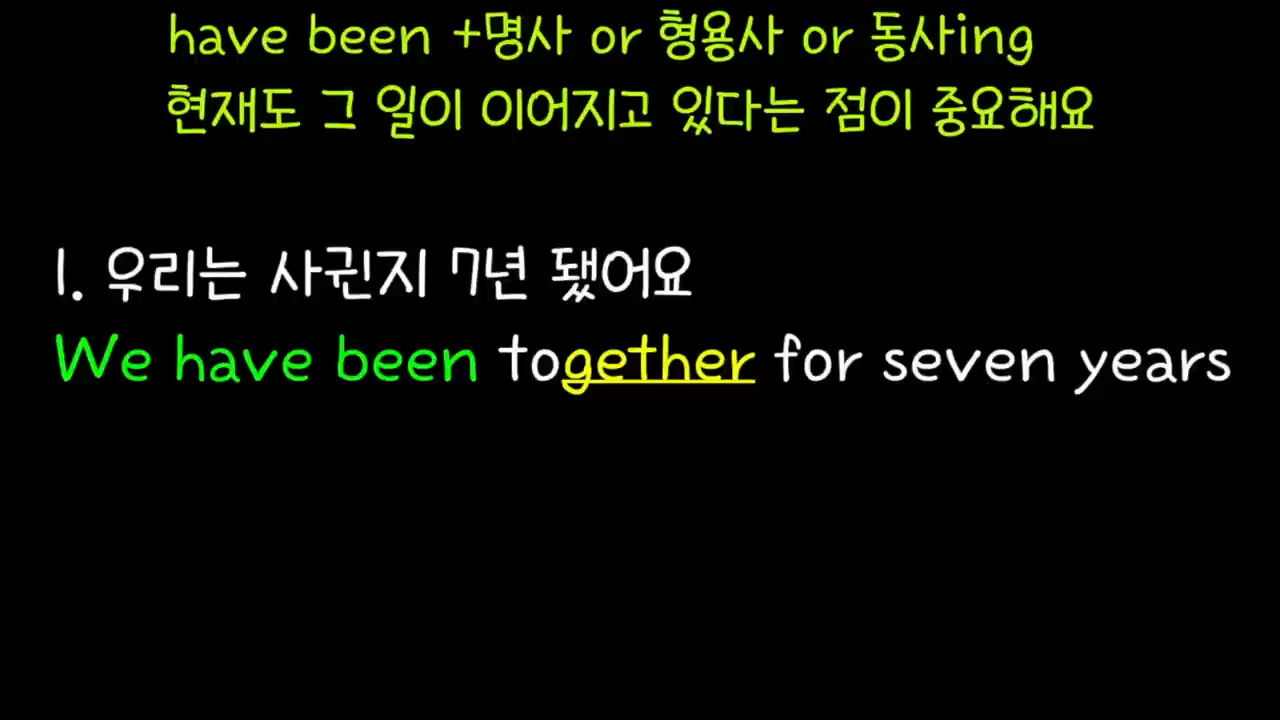 have been +명사 or 형용사 or 동사ing
현재도 그 일이 이어지고 있다는 점이 중요해요
1. 우리는 사귄지 7년 됐어요
We have been together for seven years